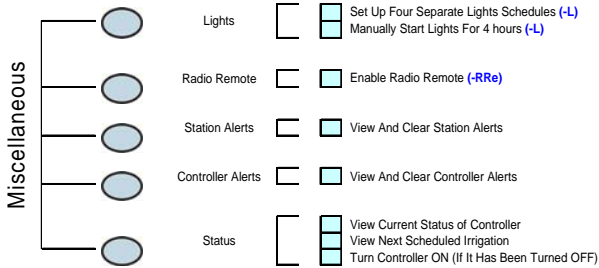 Miscellaneous
Lights
Set Up Four Separate Lights Schedules (-L)
Manually Start Lights For 4 hours (-L)
Radio Remote
Enable Radio Remote (-RRe)
Station Alerts
View And Clear Station Alerts
Controller Alerts
View And Clear Controller Alerts
Status
View Current Status of Controller
View Next Scheduled Irrigation
Turn Controller ON (If It Has Been Turned OFF)